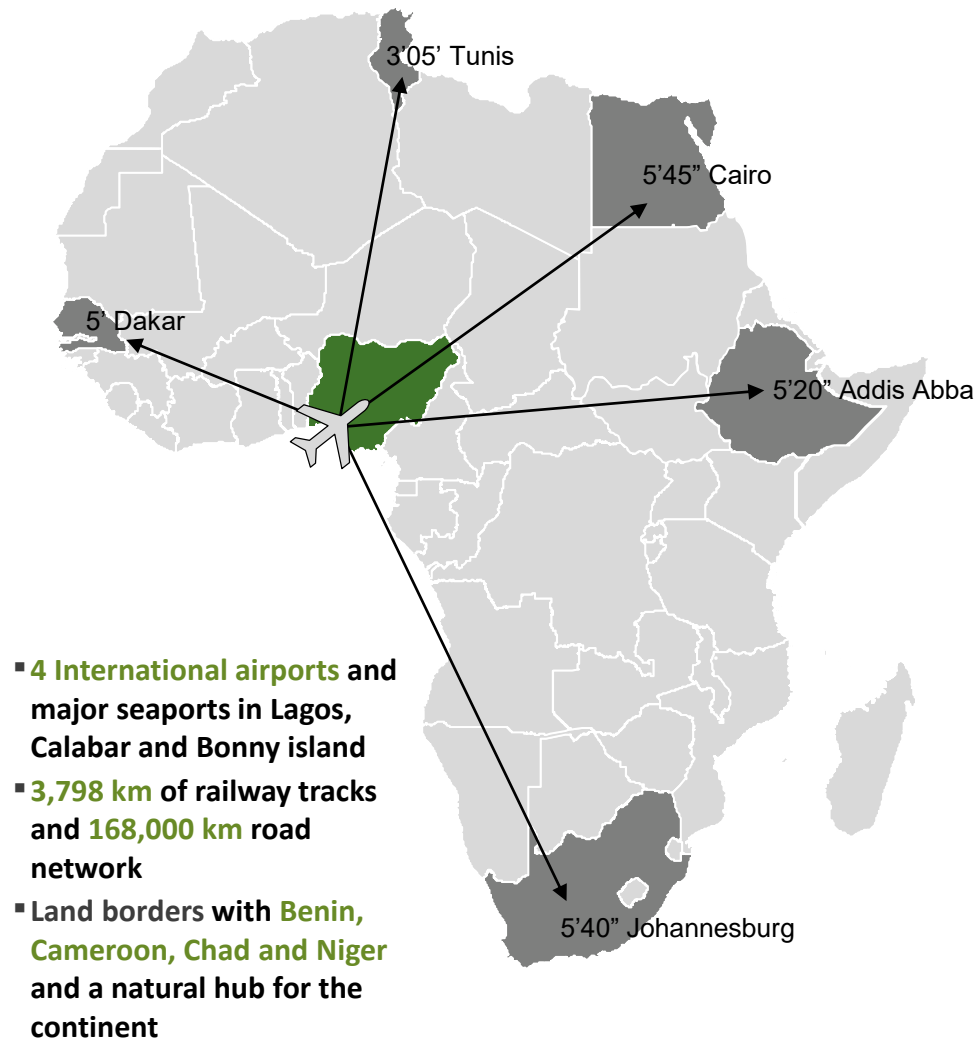 3'05' Tunis
5'45” Cairo
5' Dakar
5'20” Addis Abba
▪4 International airports and
major seaports in Lagos,
Calabar and Bonny island
▪3,798 km of railway tracks
and 168,000 km road
network
▪Land borders with Benin,
Cameroon, Chad and Niger
and a natural hub for the
continent
5'40” Johannesburg